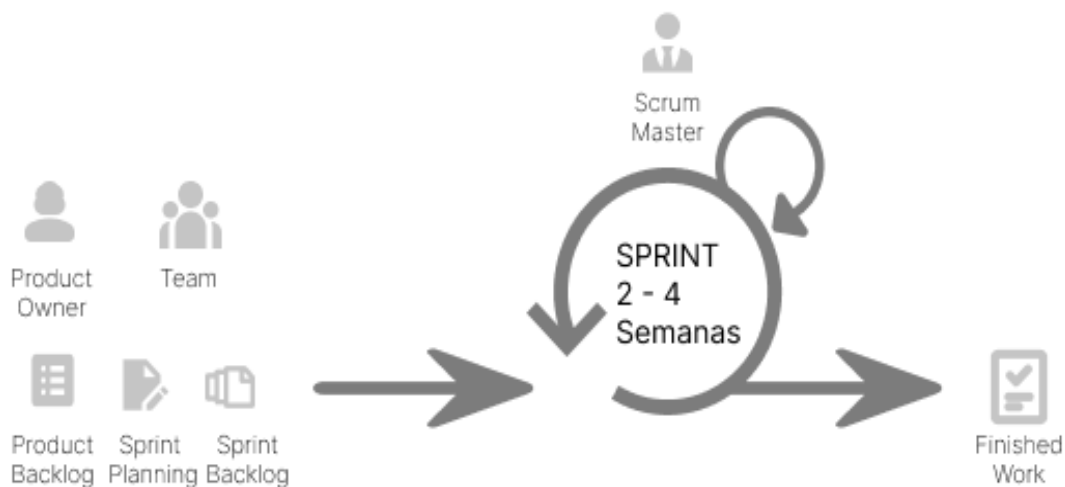 Scrum
Master
Product
Owner
Team
SPRINT
2 - 4
Semanas
Product
Backlog
Sprint
Planning
Sprint
Backlog
Finished
Work